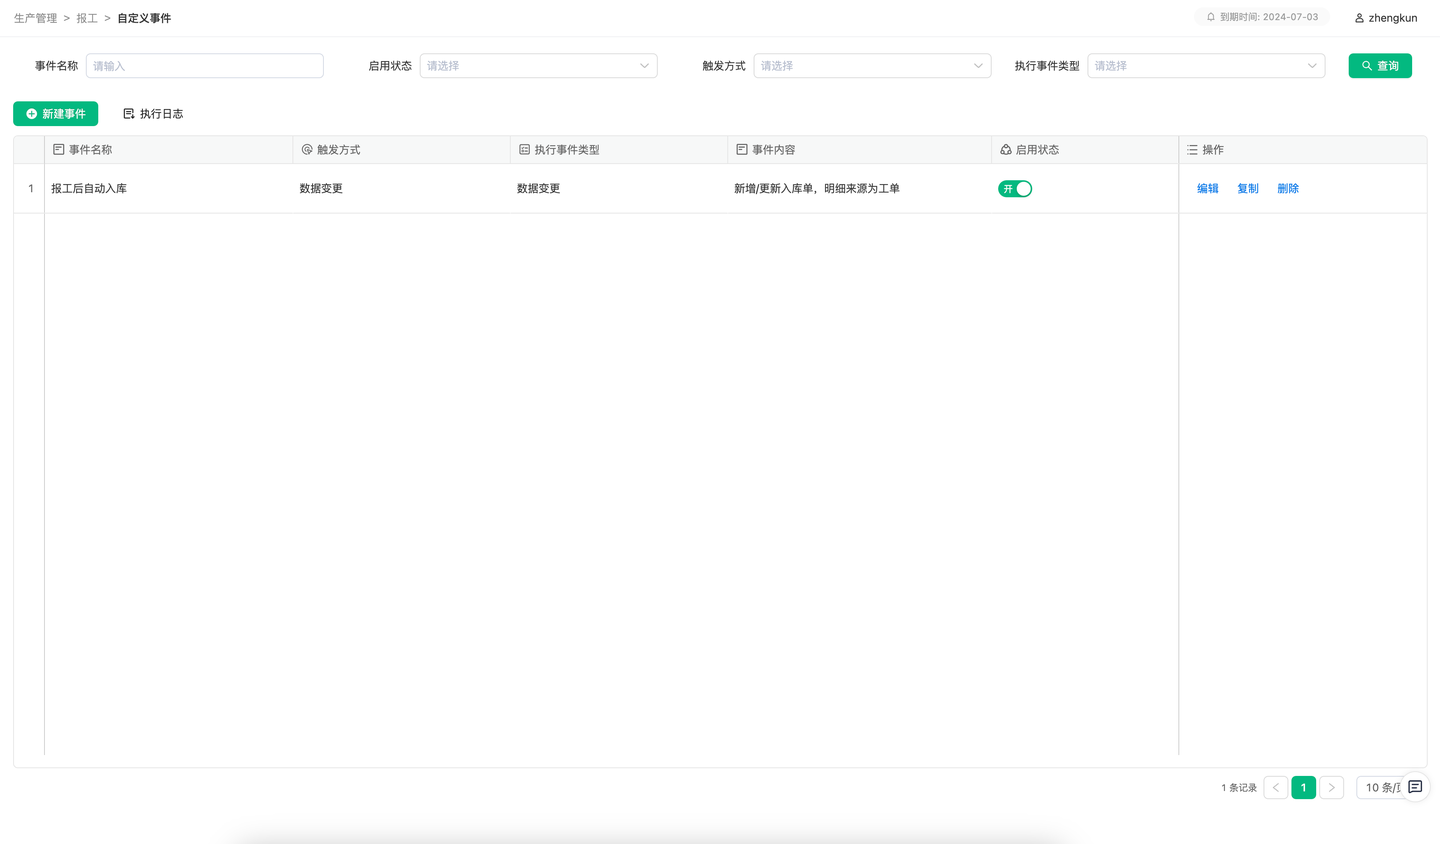 生产管理 > 报工 > 自定义事件
到期时间: 2024-07-03
zhengkun
事件名称 请输入 启用状态 请选择 触发方式 请选择 执行事件类型 请选择 查询
新建事件 执行日志
事件名称 触发方式 执行事件类型 事件内容 启用状态 操作
1 报工后自动入库 数据变更 数据变更 新增/更新入库单，明细来源为工单 开 编辑 复制 删除
1 条记录 < 1 > 10 条/